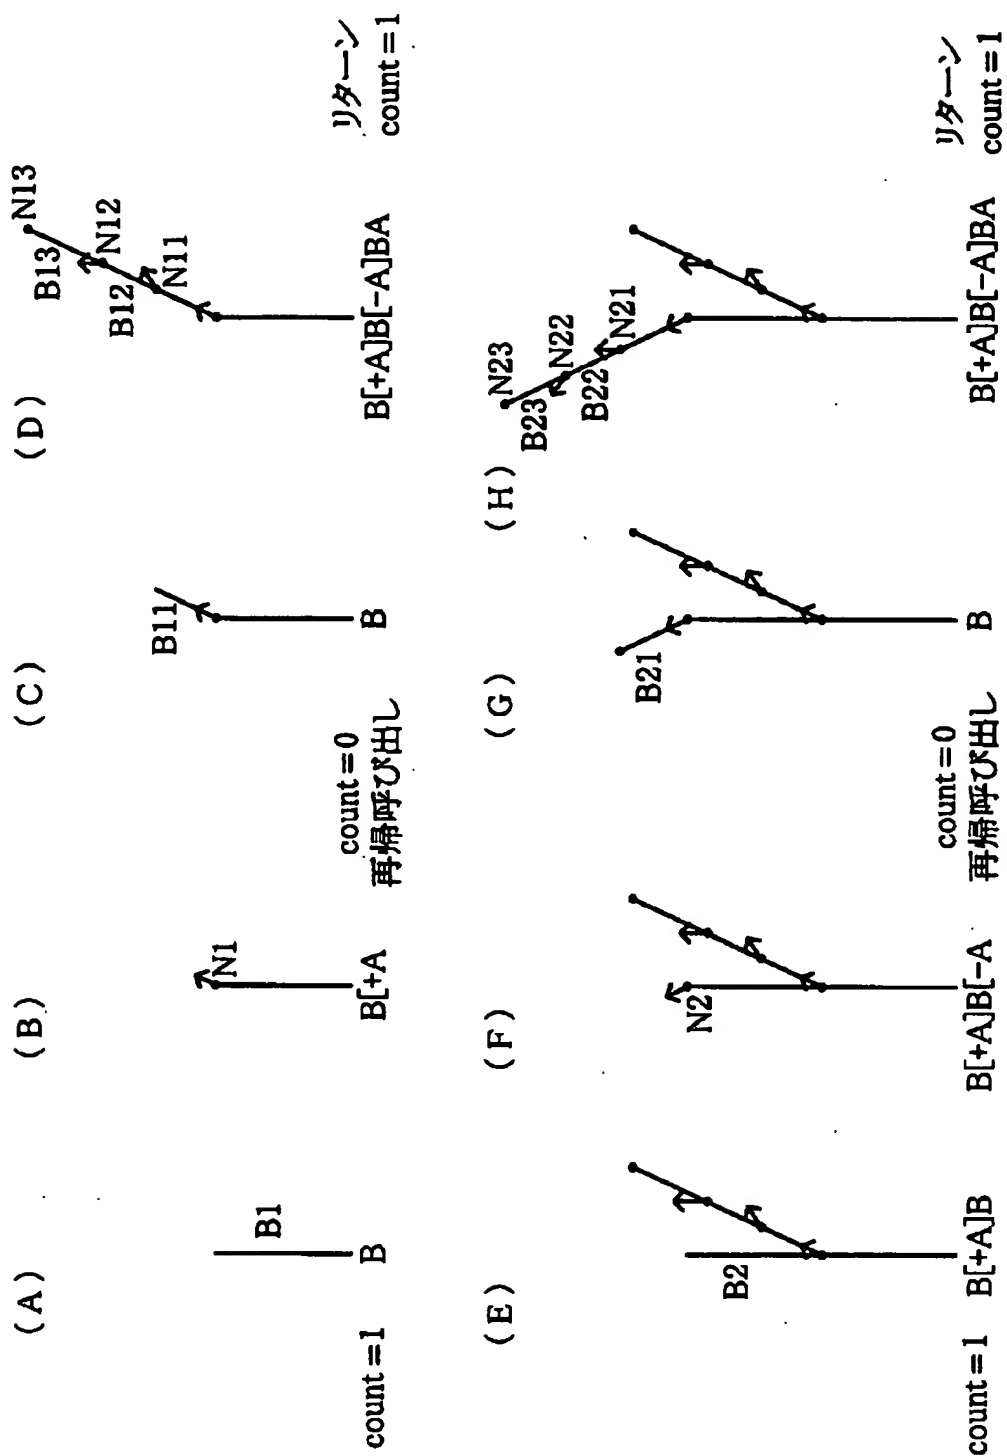 (A)
B1
count=1
B
(B)
N1
B[+A
count=0
再帰呼び出し
(C)
B11
B
(D)
N13
B13
N12
B12
N11
B[+A]B[-A]BA
リターン
count=1
(E)
B2
count=1
B[+A]B
(F)
N2
B[+A]B[-A
count=0
再帰呼び出し
(G)
B21
B
(H)
N23
B23
N22
B22
N21
B[+A]B[-A]BA
リターン
count=1